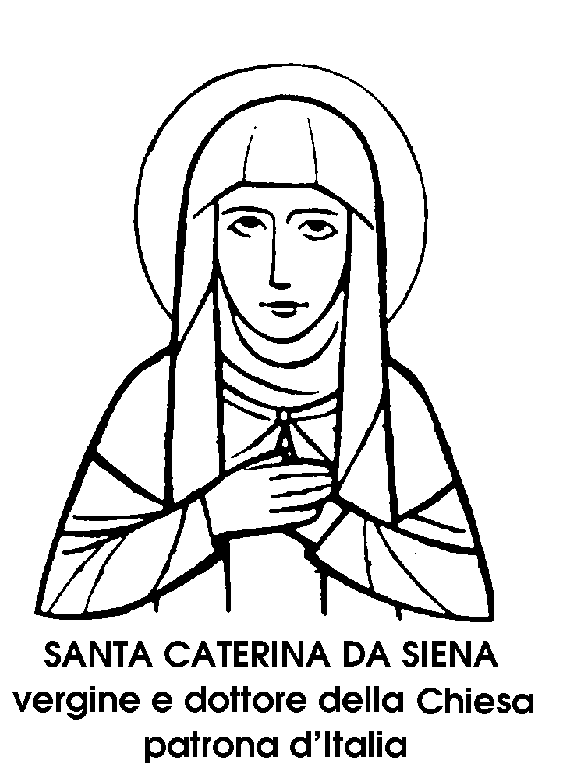 SANTA CATERINA DA SIENA
vergine e dottore della Chiesa
patrona d'Italia